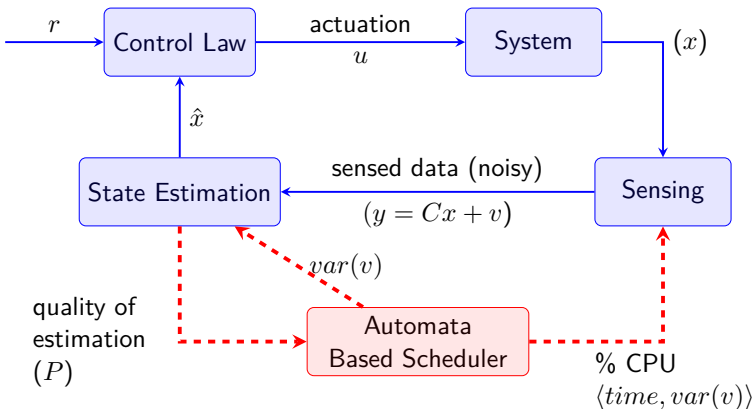 r
Control Law
actuation
u
System
(x)
x̂
State Estimation
sensed data (noisy)
(y = Cx + v)
Sensing
var(v)
quality of
estimation
(P)
Automata
Based Scheduler
% CPU
⟨time, var(v)⟩